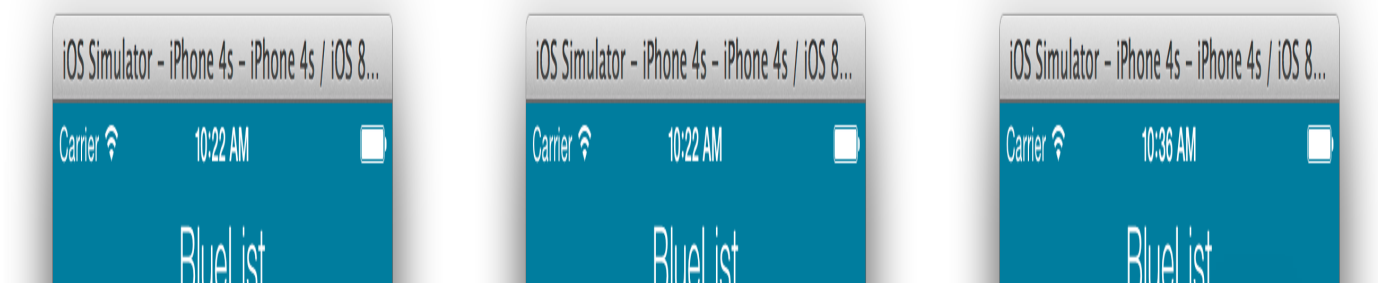 iOS Simulator – iPhone 4s – iPhone 4s / iOS 8...
Carrier 10:22 AM
BlueList
iOS Simulator – iPhone 4s – iPhone 4s / iOS 8...
Carrier 10:22 AM
BlueList
iOS Simulator – iPhone 4s – iPhone 4s / iOS 8...
Carrier 10:36 AM
BlueList